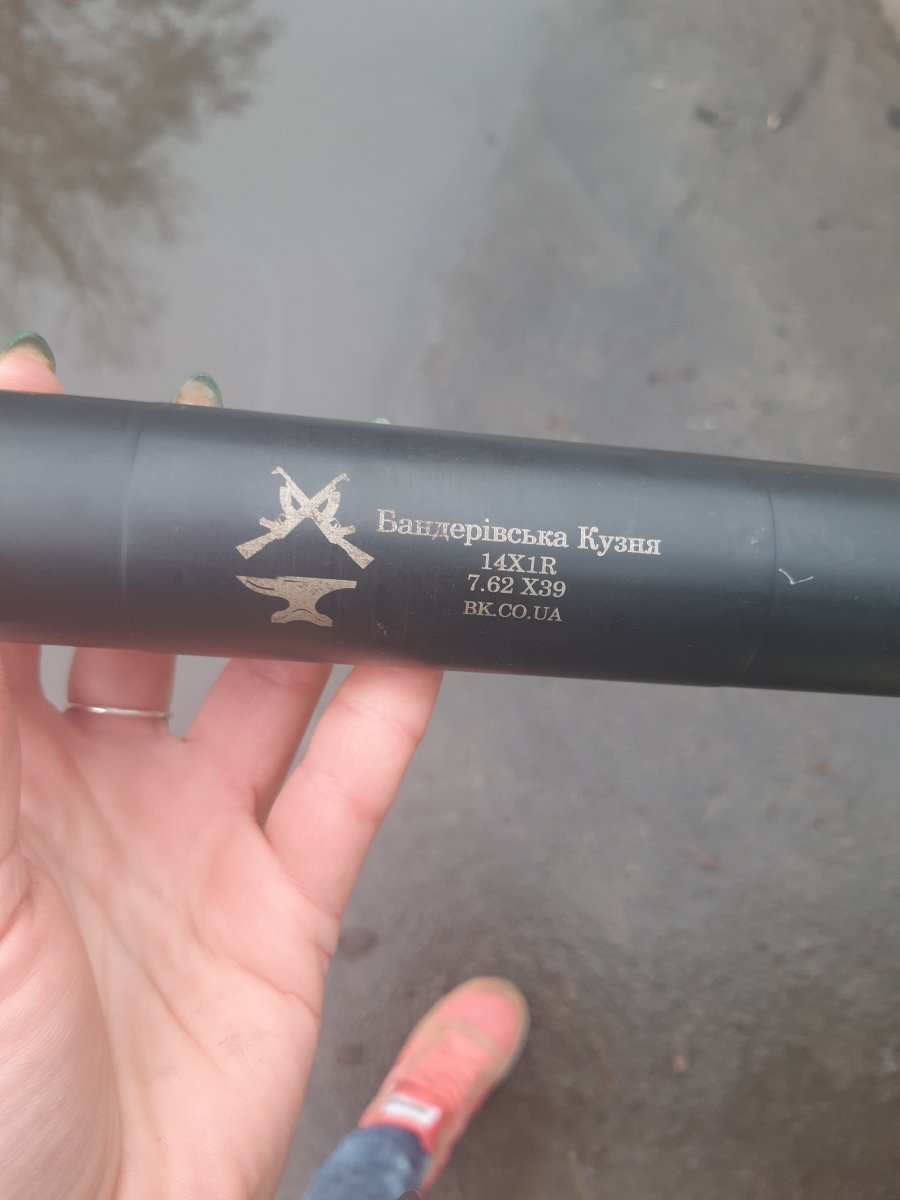 Бандерівська Кузня
14X1R
7.62 X39
BK.CO.UA